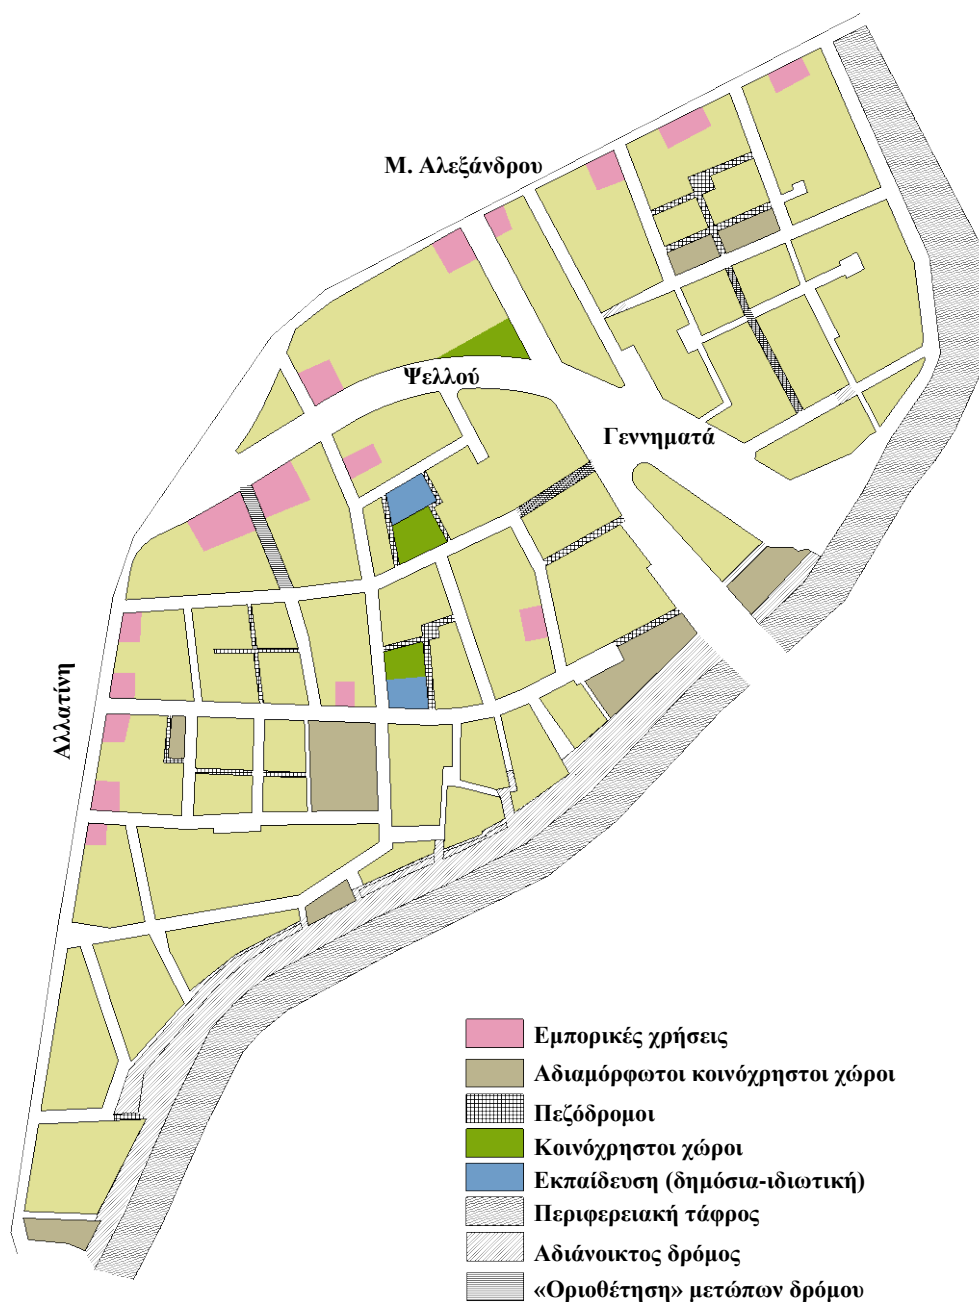 Μ. Αλεξάνδρου
Ψελλού
Γεννηματά
Αλλατίνη
Εμπορικές χρήσεις
Αδιαμόρφωτοι κοινόχρηστοι χώροι
Πεζόδρομοι
Κοινόχρηστοι χώροι
Εκπαίδευση (δημόσια-ιδιωτική)
Περιφερειακή τάφρος
Αδιάνοικτος δρόμος
«Οριοθέτηση» μετώπων δρόμου